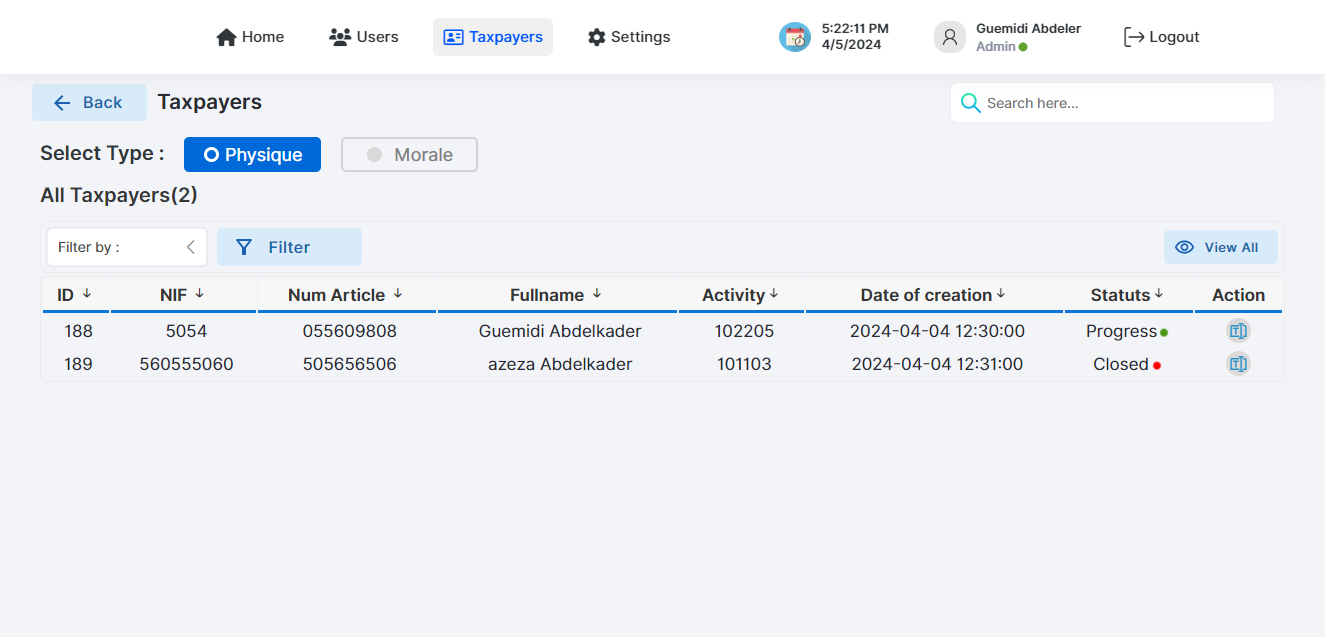 Home Users Taxpayers Settings 5:22:11 PM Guemidi Abdeler Logout
4/5/2024 Admin
Back Taxpayers Search here...
Select Type : Physique Morale
All Taxpayers(2)
Filter by : Filter View All
ID ↓ NIF ↓ Num Article ↓ Fullname ↓ Activity ↓ Date of creation ↓ Statuts ↓ Action
188 5054 055609808 Guemidi Abdelkader 102205 2024-04-04 12:30:00 Progress
189 560555060 505656506 azeza Abdelkader 101103 2024-04-04 12:31:00 Closed